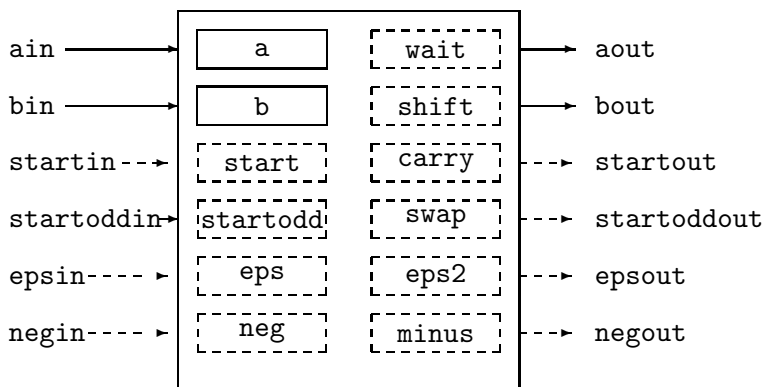 ain a wait aout
bin b shift bout
startin start carry startout
startoddin startodd swap startoddout
epsin eps eps2 epsout
negin neg minus negout